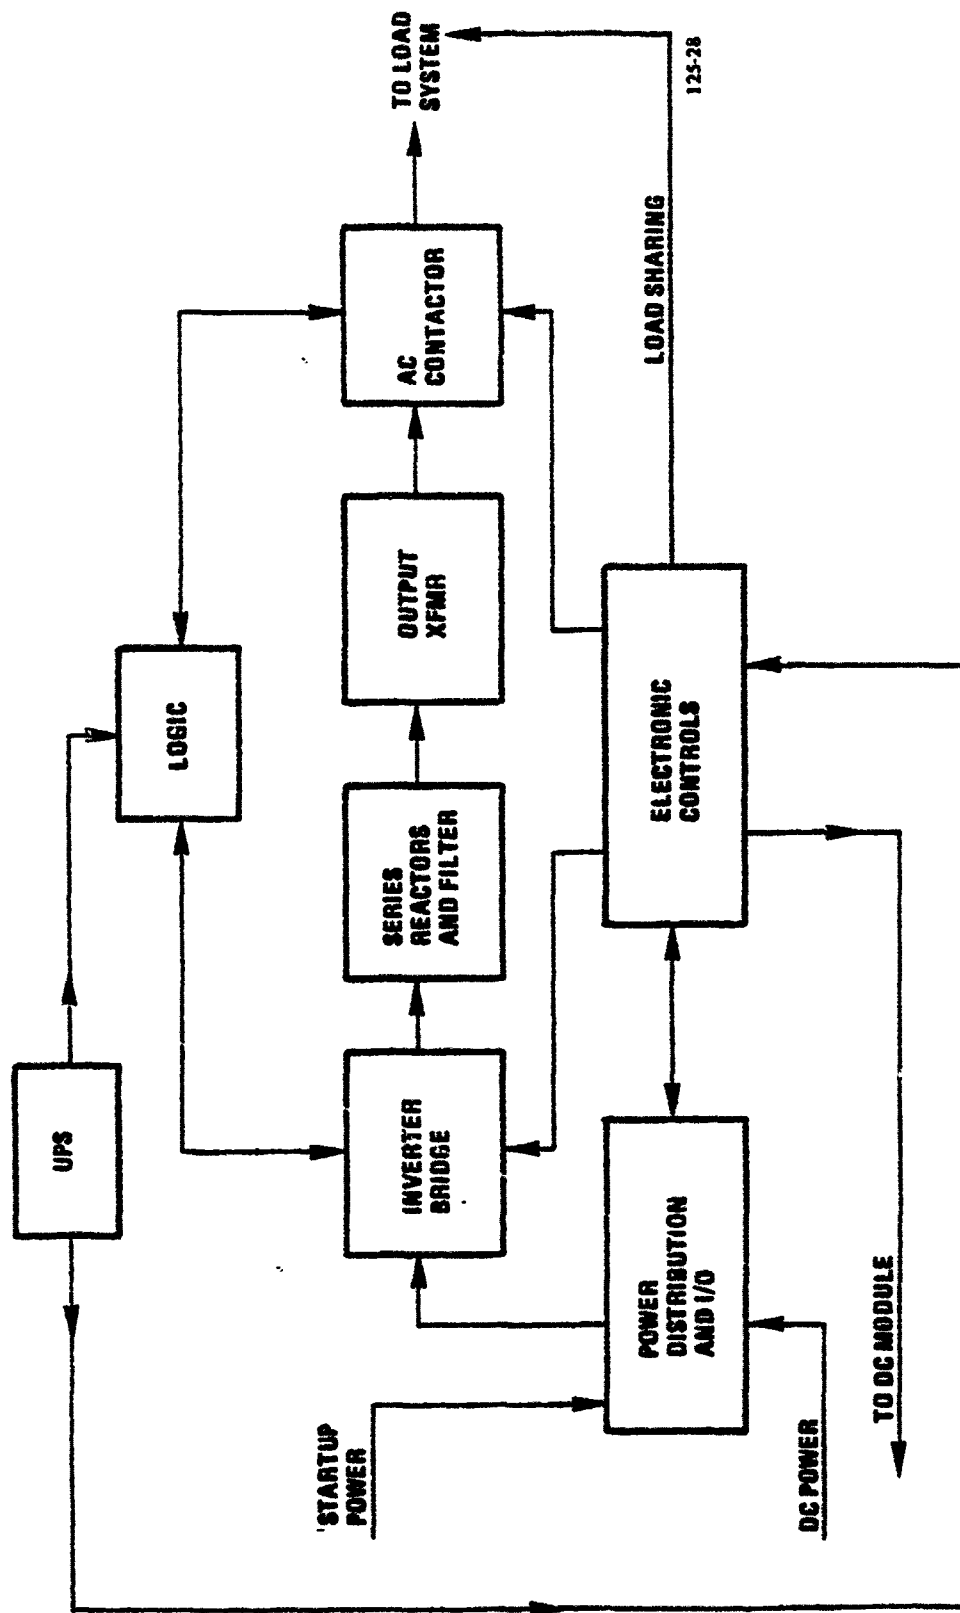 UPS
LOGIC
INVERTER
BRIDGE
SERIES
REACTORS
AND FILTER
OUTPUT
XFMR
AC
CONTACTOR
TO LOAD
SYSTEM
STARTUP
POWER
POWER
DISTRIBUTION
AND I/O
ELECTRONIC
CONTROLS
LOAD SHARING
DC POWER
TO DC MODULE
125-28